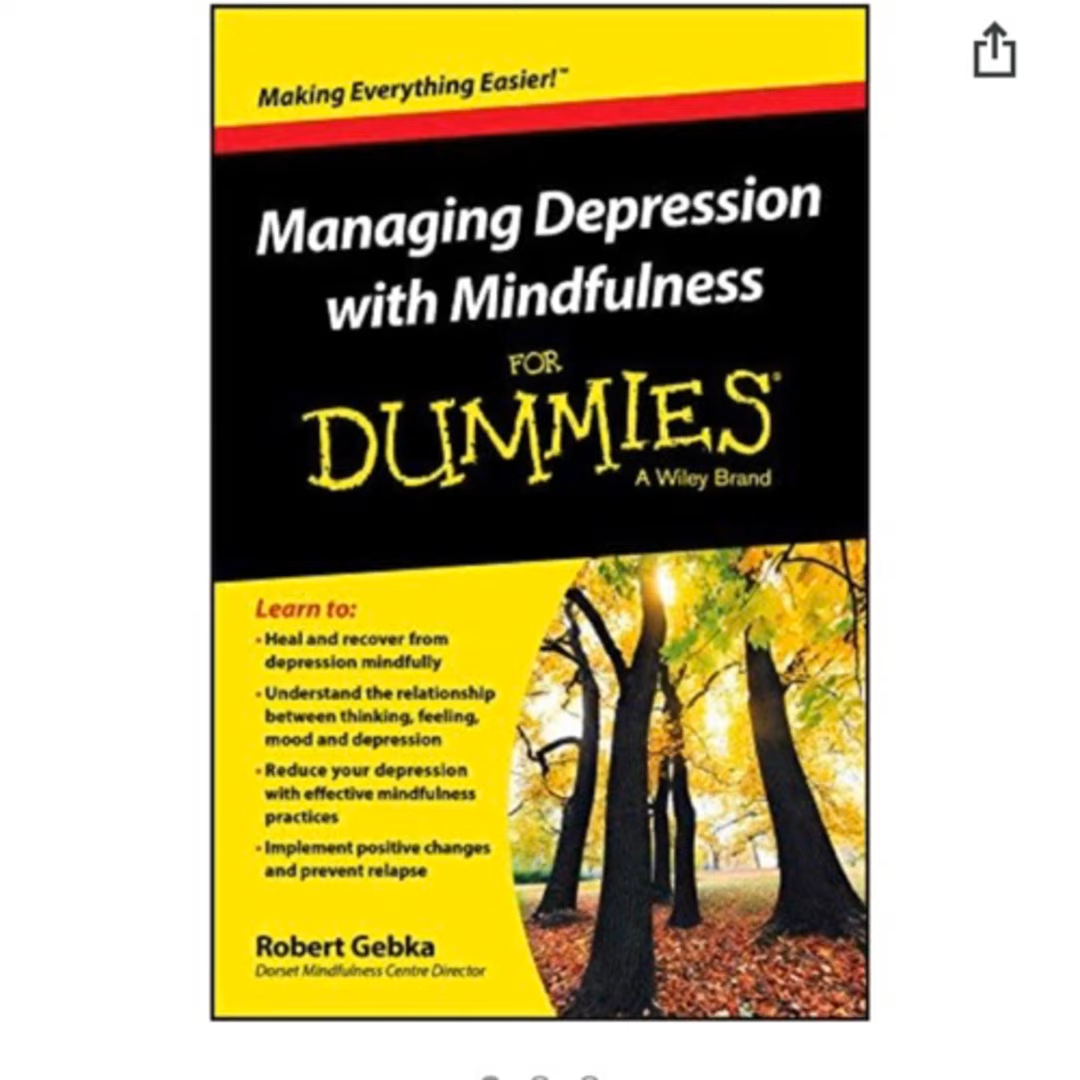 Making Everything Easier!™
Managing Depression
with Mindfulness
FOR
DUMMIES®
A Wiley Brand
Learn to:
• Heal and recover from
depression mindfully
• Understand the relationship
between thinking, feeling,
mood and depression
• Reduce your depression
with effective mindfulness
practices
• Implement positive changes
and prevent relapse
Robert Gebka
Dorset Mindfulness Centre Director